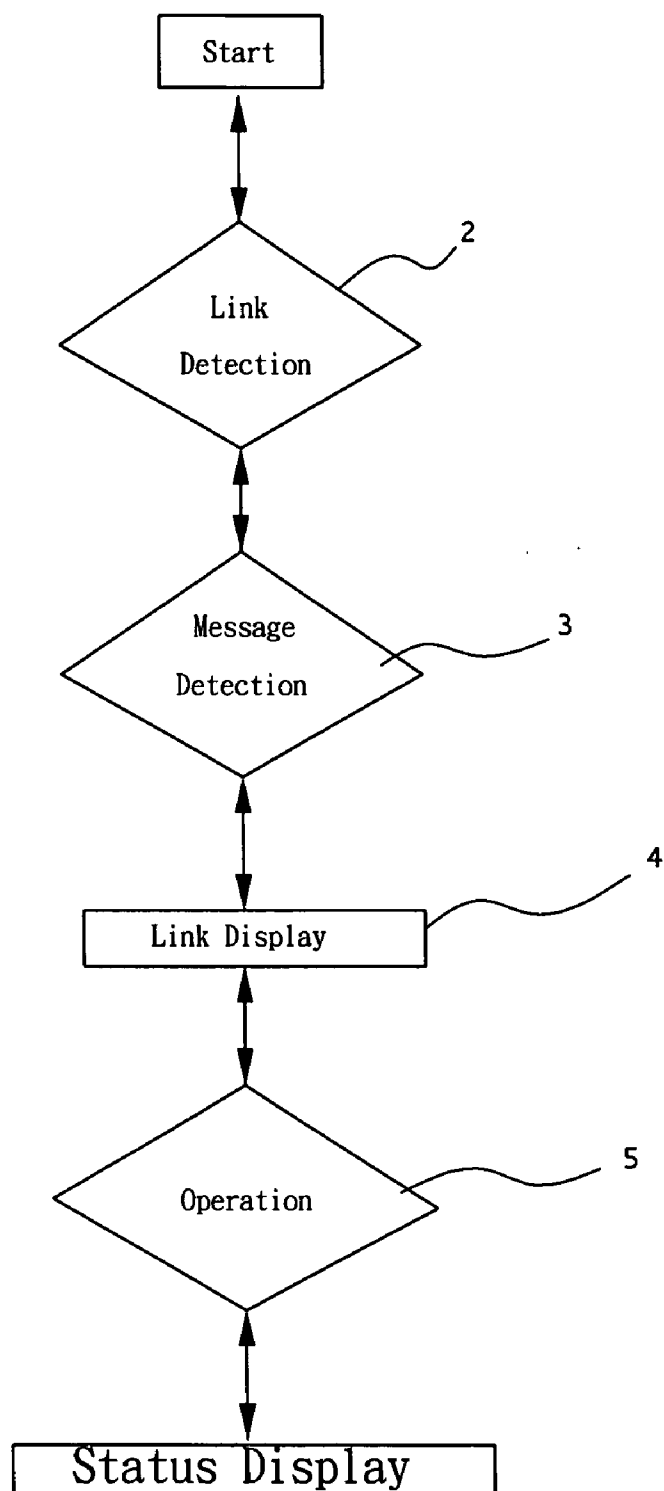 Start
2
Link
Detection
Message
3
Detection
4
Link Display
5
Operation
Status Display